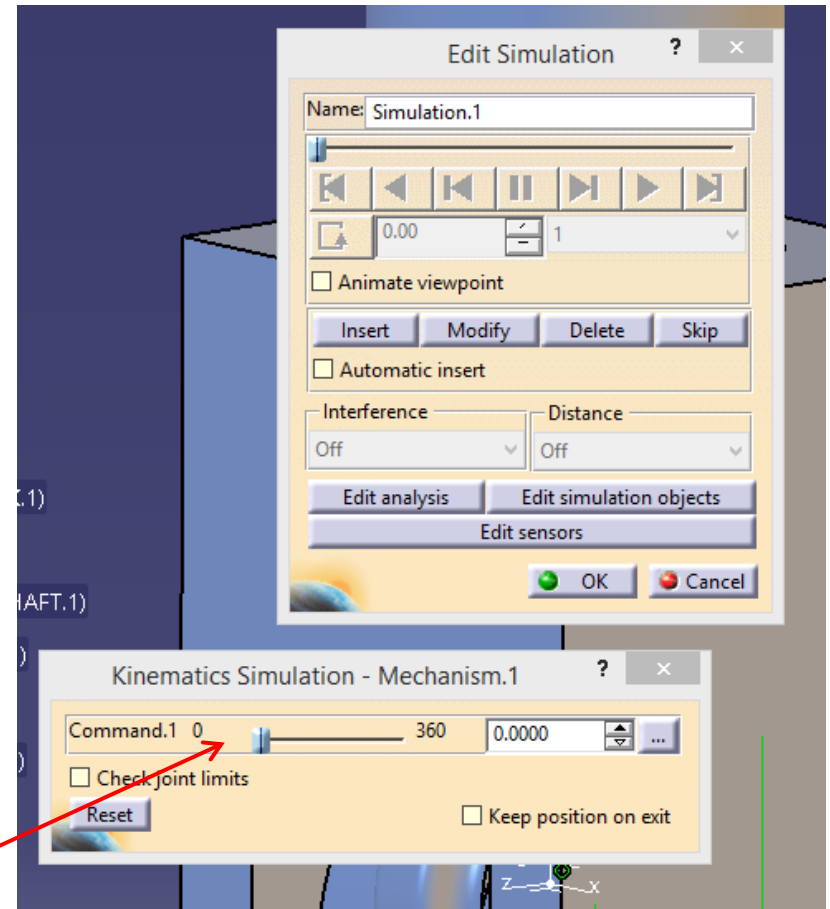 Edit Simulation ? ×
Name: Simulation.1
0.00 1
Animate viewpoint
Insert Modify Delete Skip
Automatic insert
Interference Distance
Off Off
Edit analysis Edit simulation objects
Edit sensors
OK Cancel
.1)
HAFT.1)
)
Kinematics Simulation - Mechanism.1 ? ×
Command.1 0 360 0.0000 ...
)
Check joint limits
Reset Keep position on exit
z x